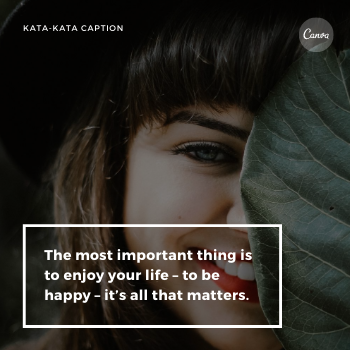 KATA-KATA CAPTION
Canva
The most important thing is
to enjoy your life – to be
happy – it's all that matters.